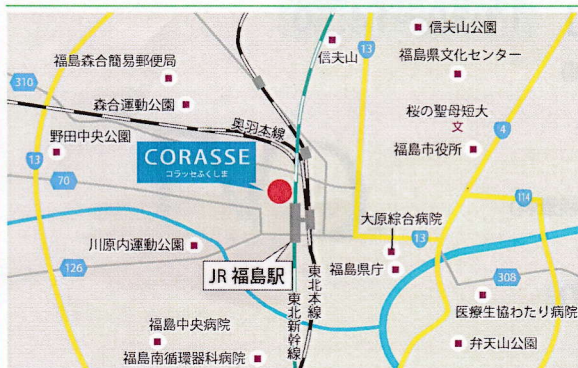 信夫山公園
13
信夫山
福島県文化センター
福島森合簡易郵便局
310
森合運動公園
桜の聖母短大
文
4
奥羽本線
野田中央公園
福島市役所
13
CORASSE
コラッセふくしま
70
114
大原綜合病院
13
川原内運動公園
126
JR 福島駅
福島県庁
308
東北本線
東北新幹線
医療生協わたり病院
福島中央病院
弁天山公園
福島南循環器科病院